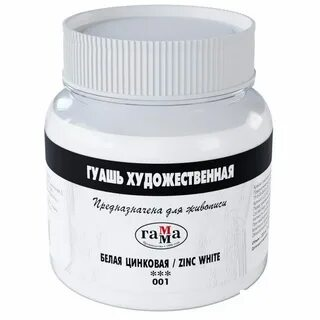 ГУАШЬ ХУДОЖЕСТВЕННАЯ
Предназначена для живописи
гамма
БЕЛАЯ ЦИНКОВАЯ / ZINC WHITE
***
001